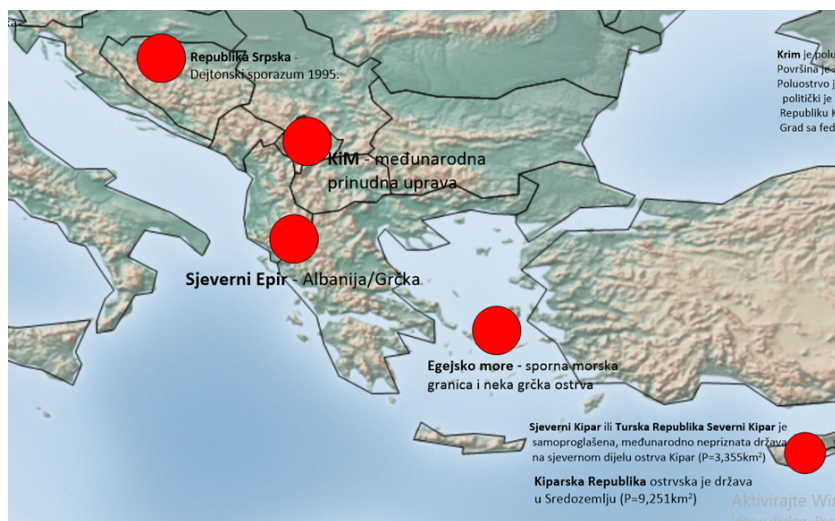 Republika Srpska -
Dejtonski sporazum 1995.
Krim je polu
Površina je
Poluostrvo j
politički je
Republiku K
Grad sa fed
KiM - međunarodna
prinudna uprava
Sjeverni Epir - Albanija/Grčka
Egejsko more - sporna morska
granica i neka grčka ostrva
Sjeverni Kipar ili Turska Republika Severni Kipar je
samoproglašena, međunarodno nepriznata država
na sjevernom dijelu ostrva Kipar (P=3,355km²)
Kiparska Republika ostrvska je država
u Sredozemlju (P=9,251km²)
Aktivirajte Win